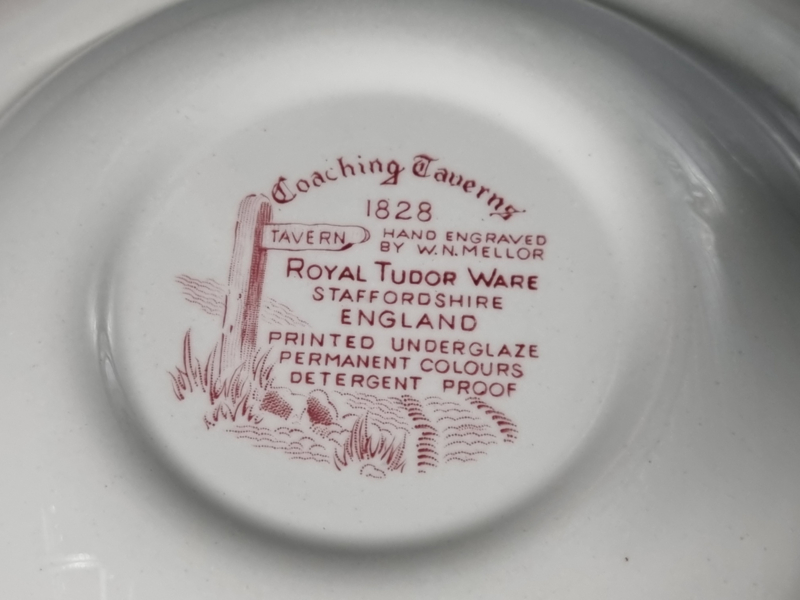 Coaching Taverns
1828
TAVERN
HAND ENGRAVED
BY W.N. MELLOR
ROYAL TUDOR WARE
STAFFORDSHIRE
ENGLAND
PRINTED UNDERGLAZE
PERMANENT COLOURS
DETERGENT PROOF